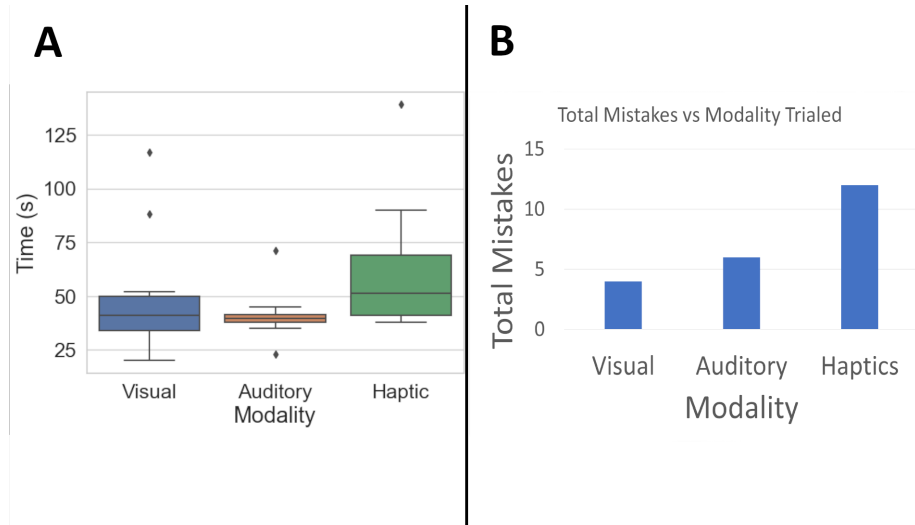 A
125
100
75
50
25
Time (s)
Visual Auditory Haptic
Modality
B
Total Mistakes vs Modality Trialed
15
10
5
0
Total Mistakes
Visual Auditory Haptics
Modality